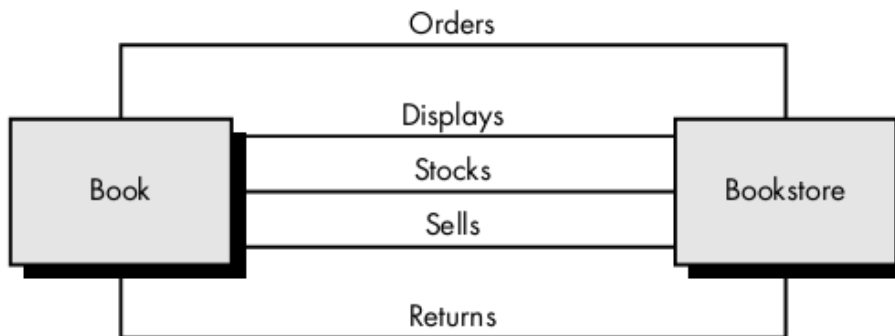 Orders
Displays
Book
Stocks
Bookstore
Sells
Returns